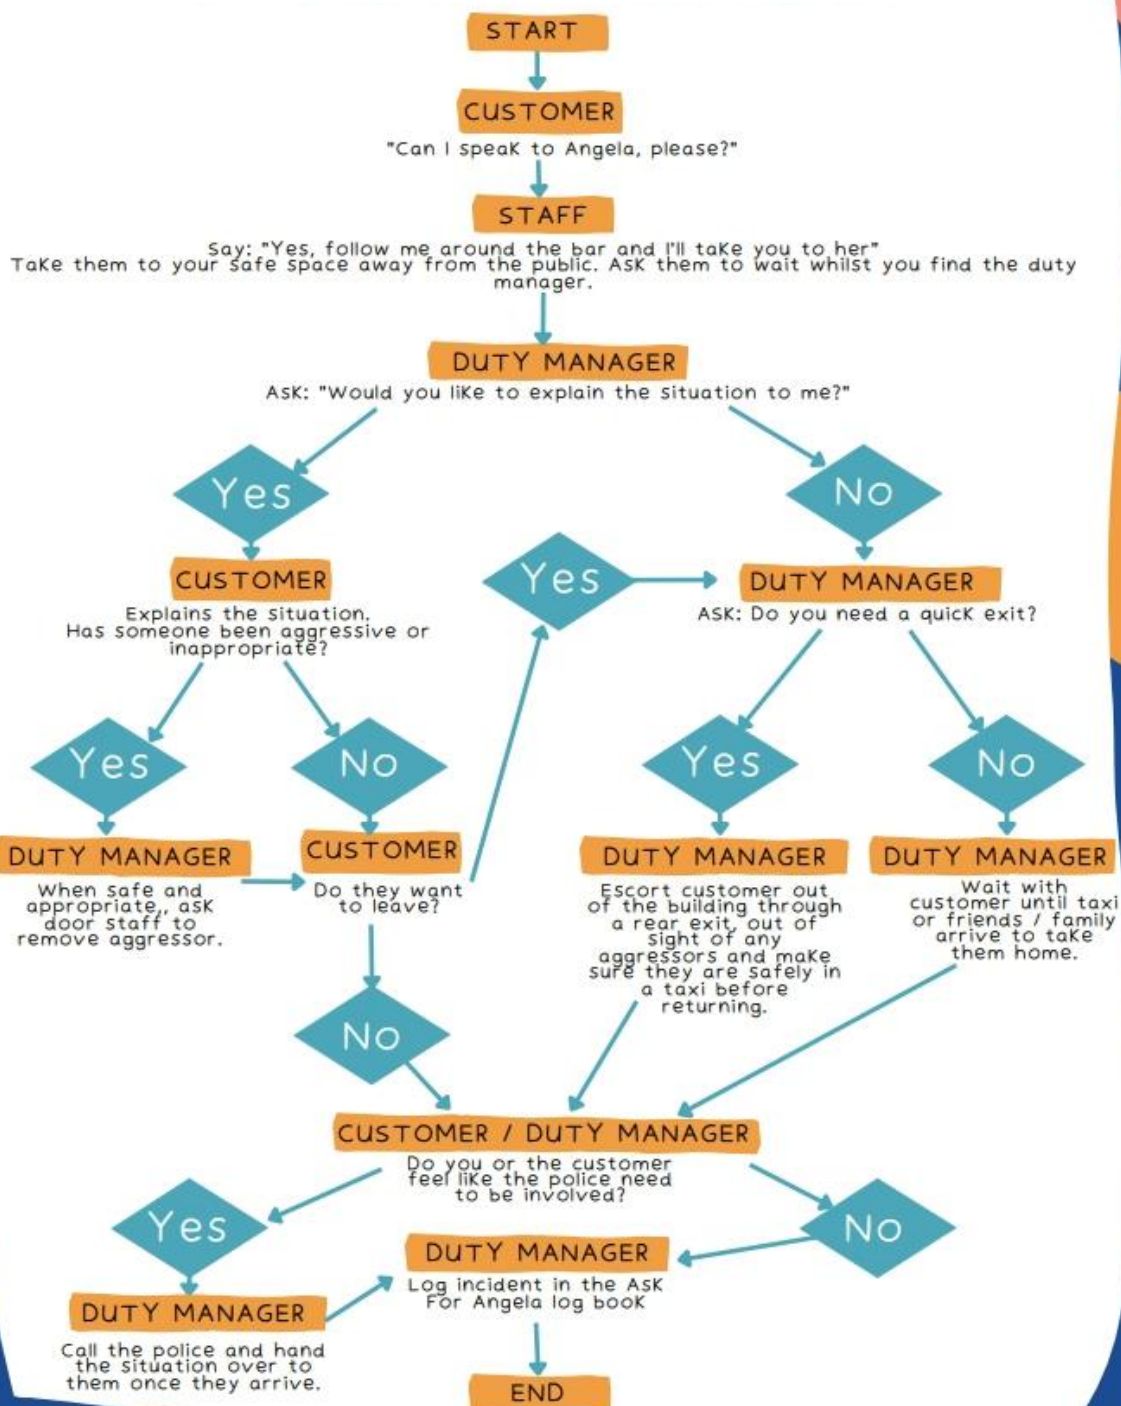 START
CUSTOMER
"Can I speak to Angela, please?"
STAFF
Say: "Yes, follow me around the bar and I'll take you to her"
Take them to your safe space away from the public. Ask them to wait whilst you find the duty
manager.
DUTY MANAGER
Ask: "Would you like to explain the situation to me?"
Yes
No
CUSTOMER
Explains the situation.
Has someone been aggressive or
inappropriate?
Yes
DUTY MANAGER
ASK: Do you need a quick exit?
Yes
No
Yes
No
DUTY MANAGER
When safe and
appropriate,, ask
door staff to
remove aggressor.
CUSTOMER
Do they want
to leave?
DUTY MANAGER
Escort customer out
of the building through
a rear exit, out of
sight of any
aggressors and make
sure they are safely in
a taxi before
returning.
DUTY MANAGER
Wait with
customer until taxi
or friends / family
arrive to take
them home.
No
CUSTOMER / DUTY MANAGER
Do you or the customer
feel like the police need
to be involved?
Yes
No
DUTY MANAGER
Log incident in the Ask
For Angela log book
DUTY MANAGER
Call the police and hand
the situation over to
them once they arrive.
END